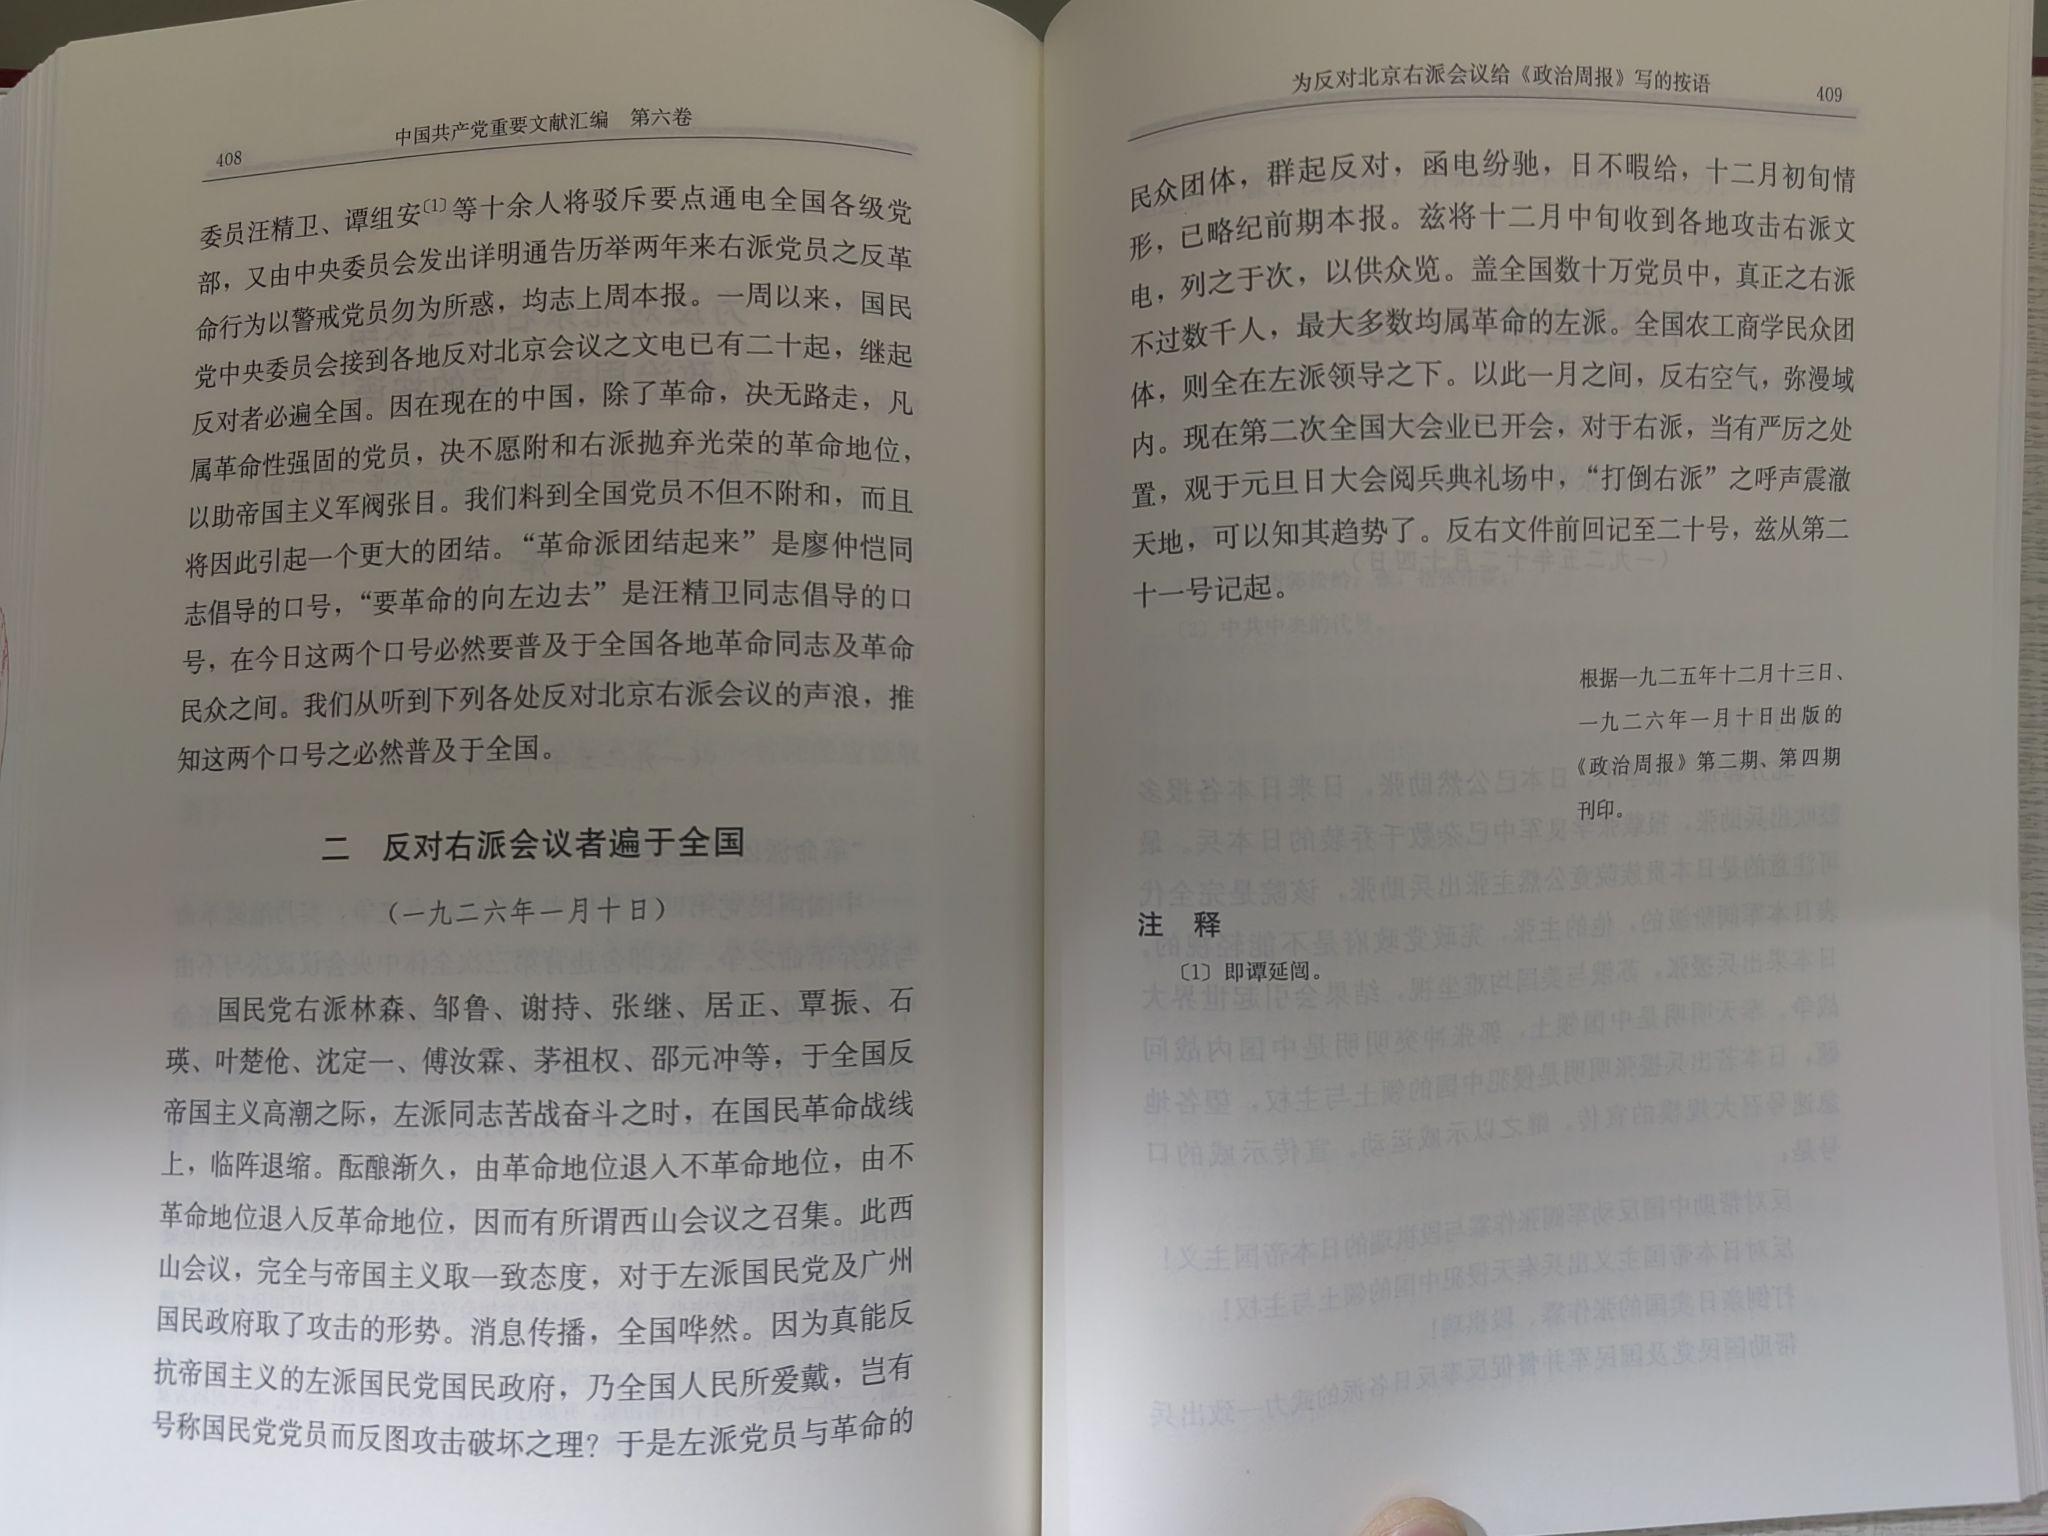 408
中国共产党重要文献汇编 第六卷
委员汪精卫、谭组安〔1〕等十余人将驳斥要点通电全国各级党
部，又由中央委员会发出详明通告历举两年来右派党员之反革
命行为以警戒党员勿为所惑，均志上周本报。一周以来，国民
党中央委员会接到各地反对北京会议之文电已有二十起，继起
反对者必遍全国。因在现在的中国，除了革命，决无路走，凡
属革命性强固的党员，决不愿附和右派抛弃光荣的革命地位，
以助帝国主义军阀张目。我们料到全国党员不但不附和，而且
将因此引起一个更大的团结。“革命派团结起来”是廖仲恺同
志倡导的口号，“要革命的向左边去”是汪精卫同志倡导的口
号，在今日这两个口号必然要普及于全国各地革命同志及革命
民众之间。我们从听到下列各处反对北京右派会议的声浪，推
知这两个口号之必然普及于全国。
二 反对右派会议者遍于全国
（一九二六年一月十日）
国民党右派林森、邹鲁、谢持、张继、居正、覃振、石
瑛、叶楚伧、沈定一、傅汝霖、茅祖权、邵元冲等，于全国反
帝国主义高潮之际，左派同志苦战奋斗之时，在国民革命战线
上，临阵退缩。酝酿渐久，由革命地位退入不革命地位，由不
革命地位退入反革命地位，因而有所谓西山会议之召集。此西
山会议，完全与帝国主义取一致态度，对于左派国民党及广州
国民政府取了攻击的形势。消息传播，全国哗然。因为真能反
抗帝国主义的左派国民党国民政府，乃全国人民所爱戴，岂有
号称国民党党员而反图攻击破坏之理？于是左派党员与革命的
为反对北京右派会议给《政治周报》写的按语
409
民众团体，群起反对，函电纷驰，日不暇给，十二月初旬情
形，已略纪前期本报。兹将十二月中旬收到各地攻击右派文
电，列之于次，以供众览。盖全国数十万党员中，真正之右派
不过数千人，最大多数均属革命的左派。全国农工商学民众团
体，则全在左派领导之下。以此一月之间，反右空气，弥漫域
内。现在第二次全国大会业已开会，对于右派，当有严厉之处
置，观于元旦日大会阅兵典礼场中，“打倒右派”之呼声震澈
天地，可以知其趋势了。反右文件前回记至二十号，兹从第二
十一号记起。
根据一九二五年十二月十三日、
一九二六年一月十日出版的
《政治周报》第二期、第四期
刊印。
注 释
〔1〕即谭延闿。